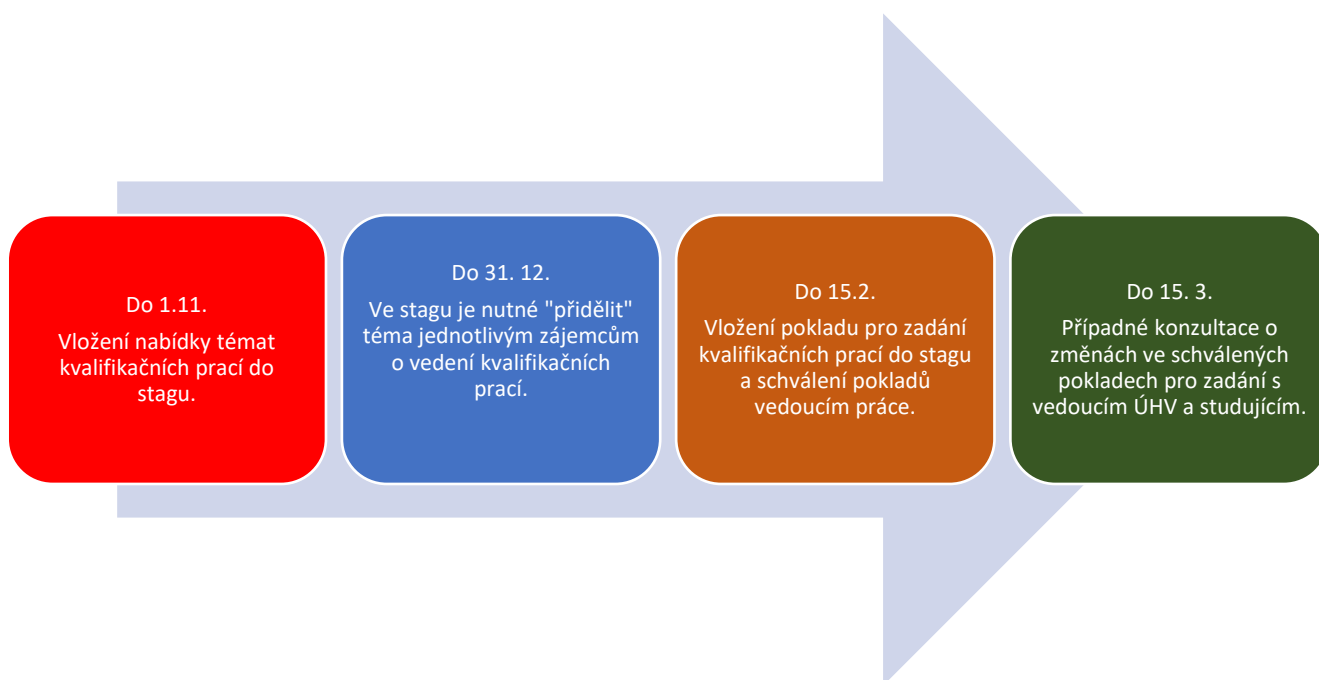 Do 1.11.
Vložení nabídky témat
kvalifikačních prací do
stagu.
Do 31. 12.
Ve stagu je nutné "přidělit"
téma jednotlivým zájemcům
o vedení kvalifikačních
prací.
Do 15.2.
Vložení pokladu pro zadání
kvalifikačních prací do stagu
a schválení pokladů
vedoucím práce.
Do 15. 3.
Případné konzultace o
změnách ve schválených
pokladech pro zadání s
vedoucím ÚHV a studujícím.